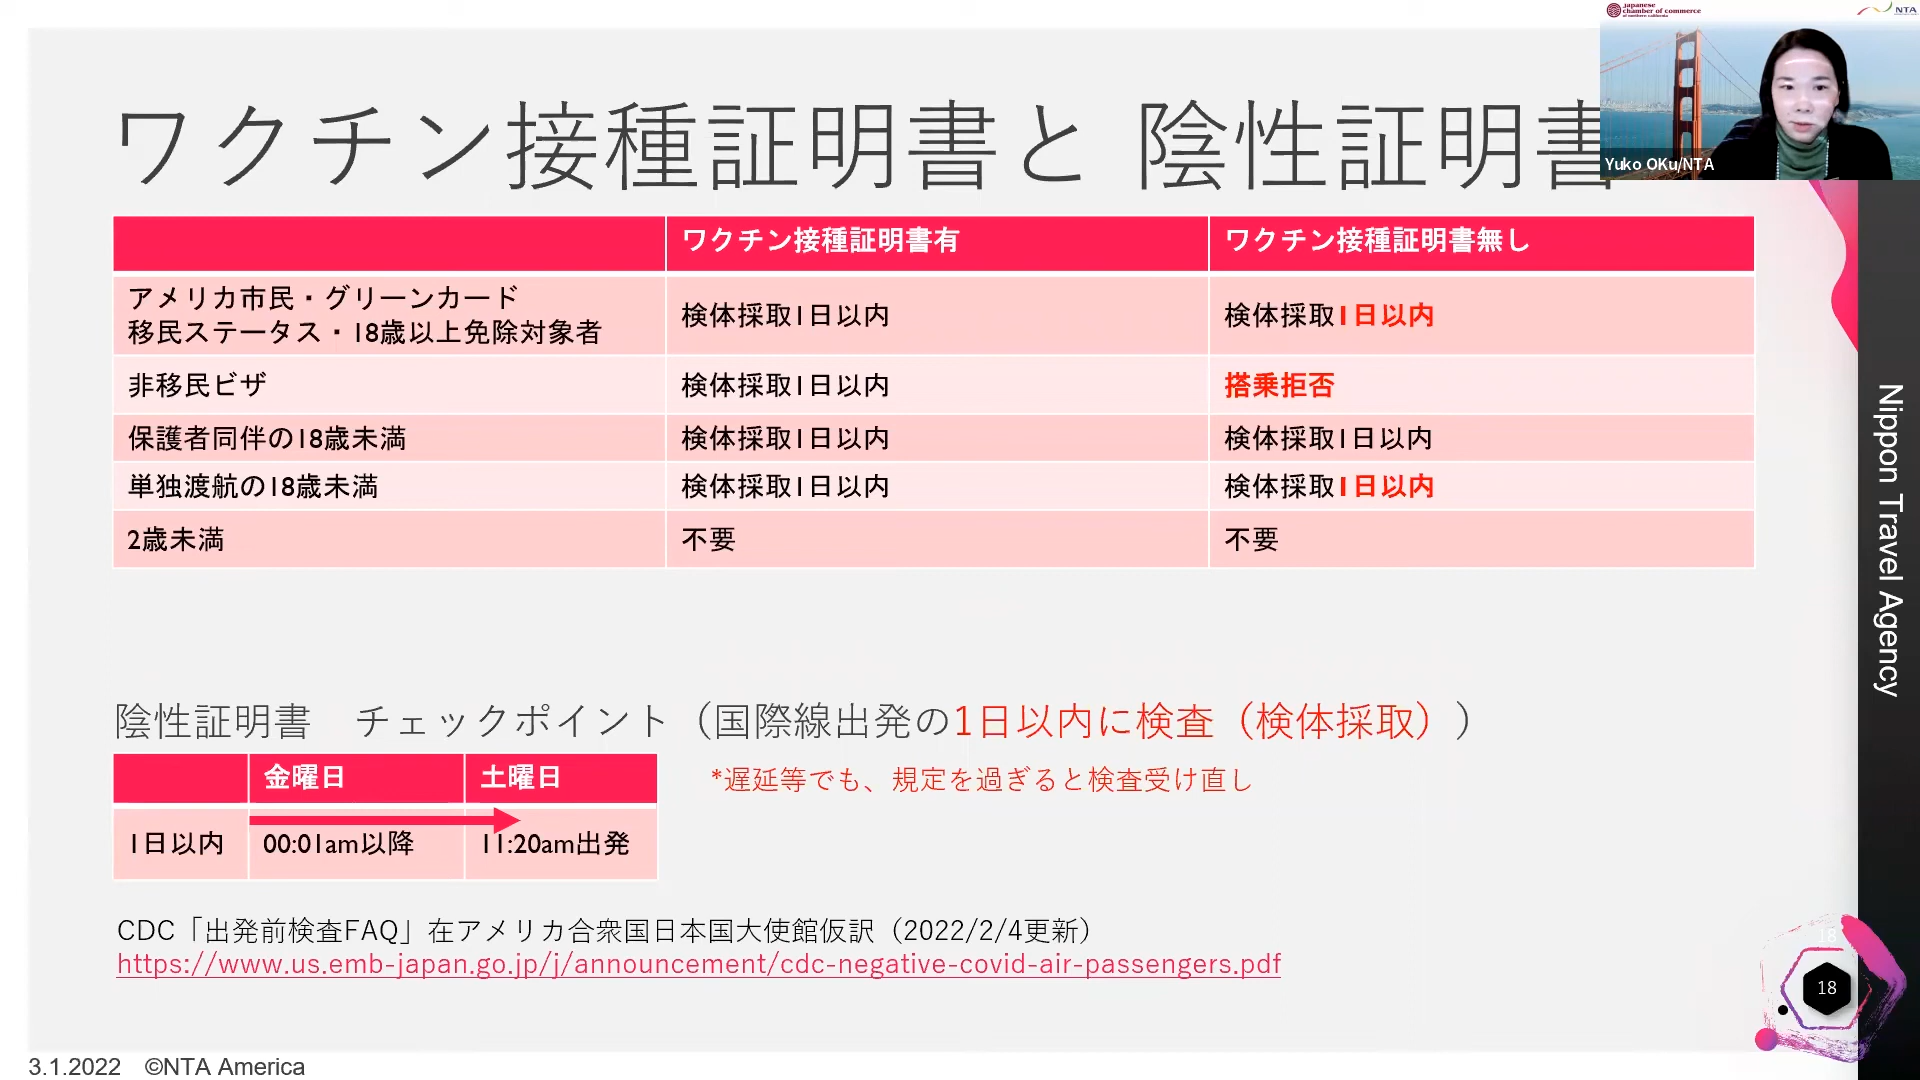 japanese
chamber of commerce
of northern california
NTA
Yuko OKu/NTA
ワクチン接種証明書と 陰性証明書
ワクチン接種証明書有
ワクチン接種証明書無し
アメリカ市民・グリーンカード
移民ステータス・18歳以上免除対象者
検体採取1日以内
検体採取1日以内
非移民ビザ
検体採取1日以内
搭乗拒否
保護者同伴の18歳未満
検体採取1日以内
検体採取1日以内
単独渡航の18歳未満
検体採取1日以内
検体採取1日以内
2歳未満
不要
不要
Nippon Travel Agency
陰性証明書　チェックポイント（国際線出発の1日以内に検査（検体採取））
金曜日
土曜日
*遅延等でも、規定を過ぎると検査受け直し
1日以内
00:01am以降
11:20am出発
CDC「出発前検査FAQ」在アメリカ合衆国日本国大使館仮訳（2022/2/4更新）
https://www.us.emb-japan.go.jp/j/announcement/cdc-negative-covid-air-passengers.pdf
18
18
3.1.2022 ©NTA America